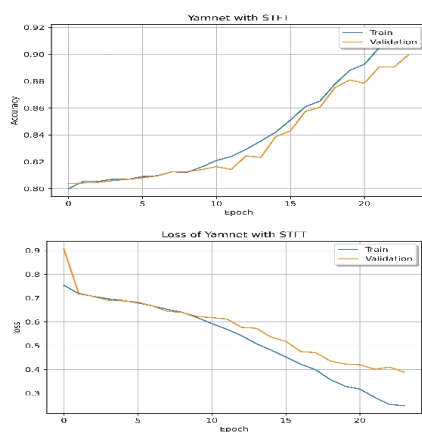 Yamnet with STFT
0.92
0.90
0.88
0.86
0.84
0.82
0.80
Accuracy
Train
Validation
0 5 10 15 20
Epoch
Loss of Yamnet with STFT
0.9
0.8
0.7
0.6
0.5
0.4
0.3
loss
Train
Validation
0 5 10 15 20
Epoch